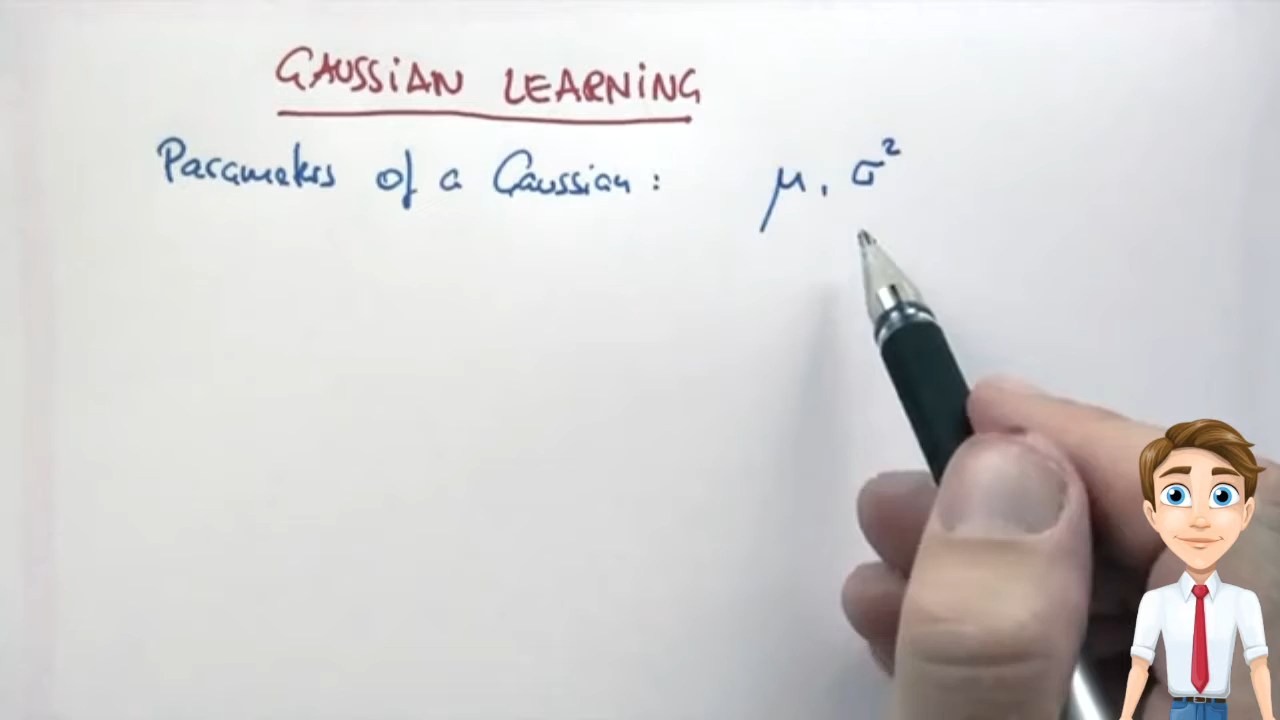 GAUSSiAN LEARNiNG
Parameters of a Gaussian : μ, σ²